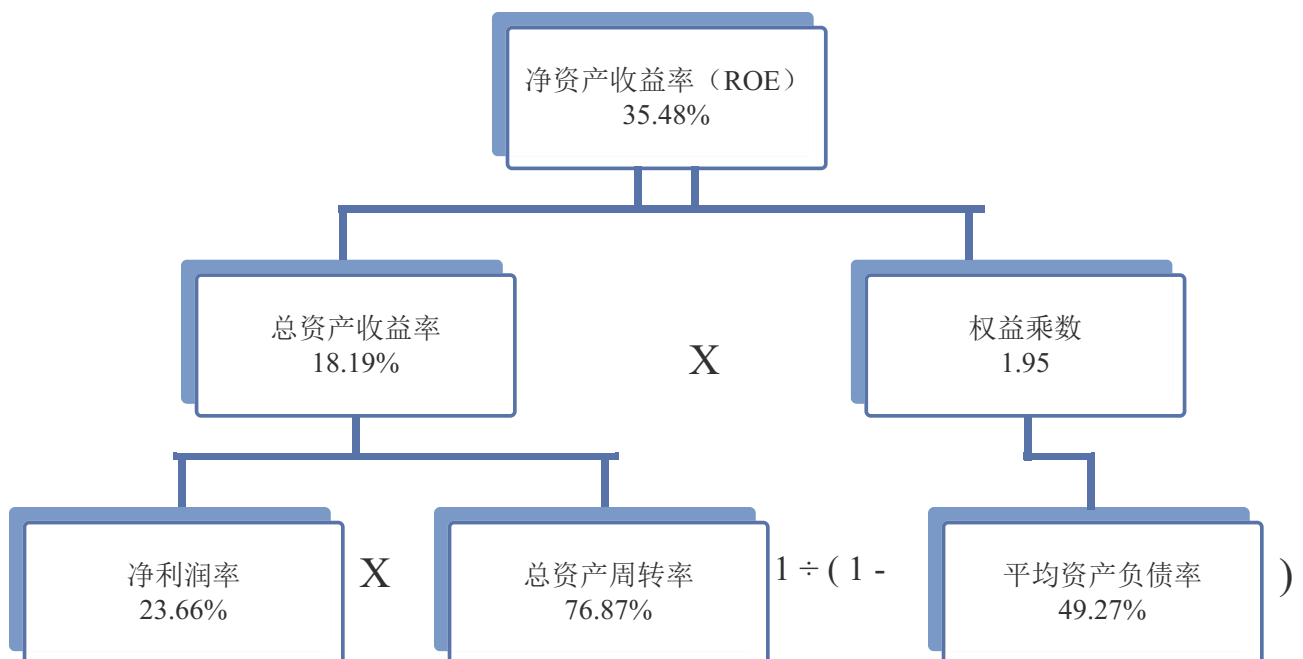 净资产收益率（ROE）
35.48%
总资产收益率
18.19%
X
权益乘数
1.95
净利润率
23.66%
X
总资产周转率
76.87%
1 ÷ ( 1 -
平均资产负债率
49.27%
)